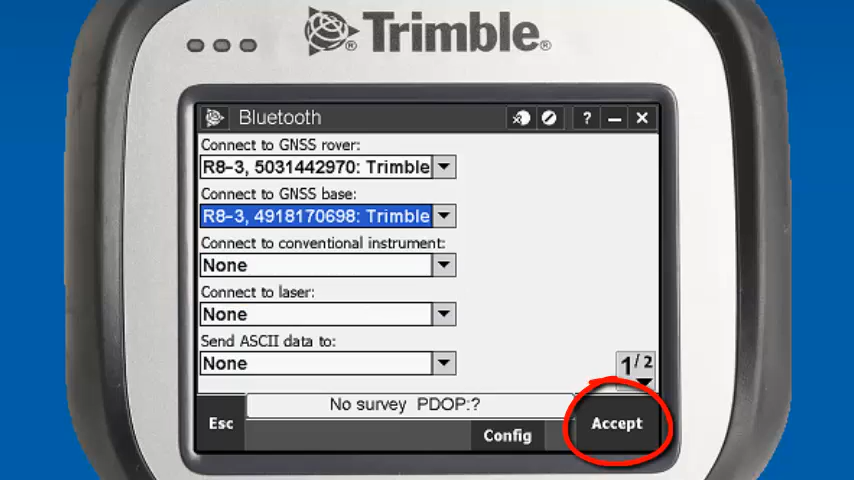 Trimble®
Bluetooth
? — X
Connect to GNSS rover:
R8-3, 5031442970: Trimble
Connect to GNSS base:
R8-3, 4918170698: Trimble
Connect to conventional instrument:
None
Connect to laser:
None
Send ASCII data to:
None
1/2
No survey PDOP:?
Esc
Config
Accept